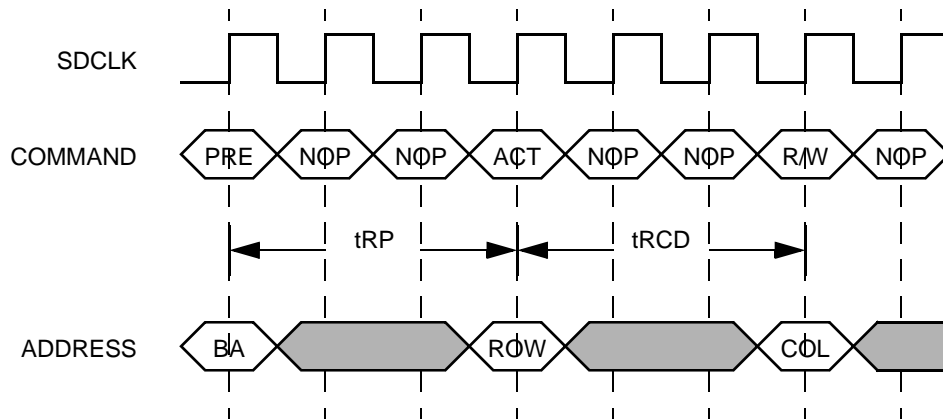 SDCLK
COMMAND PRE NOP NOP ACT NOP NOP R/W NOP
tRP tRCD
ADDRESS BA ROW COL